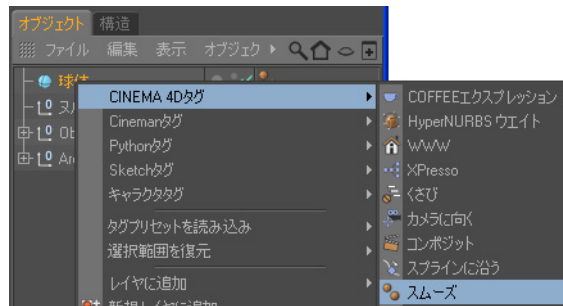 オブジェクト 構造
ファイル 編集 表示 オブジェク
球体
CINEMA 4Dタグ
Cinemanタグ
Pythonタグ
Sketchタグ
キャラクタタグ
タグプリセットを読み込み
選択範囲を復元
レイヤに追加
新規レイヤに追加
COFFEEエクスプレッション
HyperNURBS ウエイト
WWW
XPresso
くさび
カメラに向く
コンポジット
スプラインに沿う
スムーズ